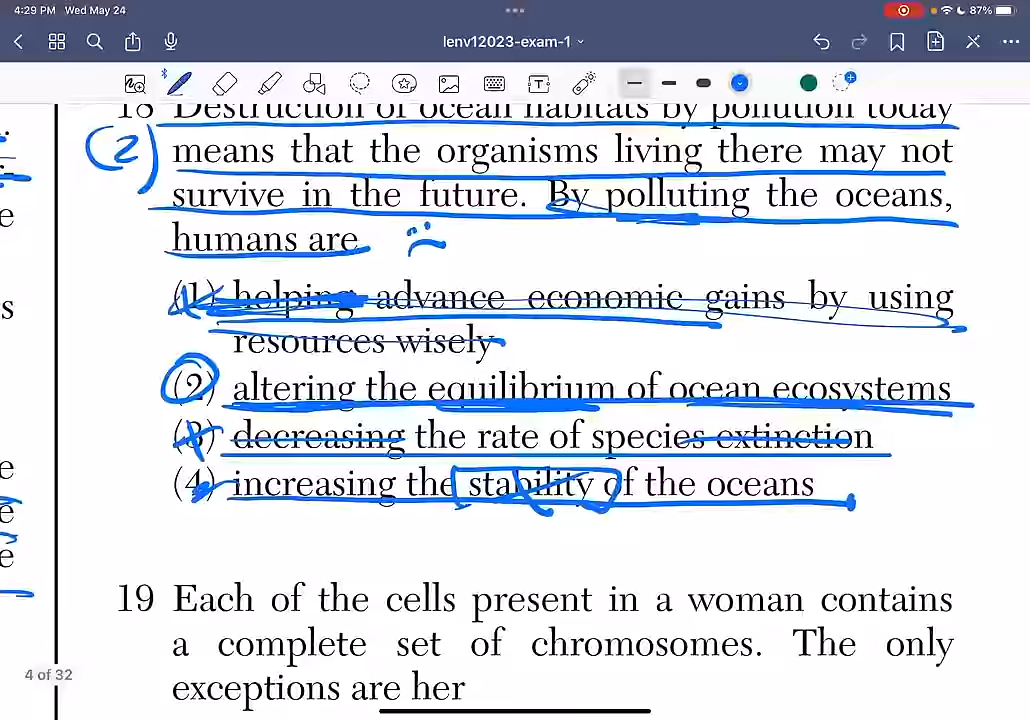 4:29 PM Wed May 24
87%
lenv12023-exam-1
18 Destruction of ocean habitats by pollution today
(2)
means that the organisms living there may not
survive in the future. By polluting the oceans,
humans are
(1) helping advance economic gains by using
resources wisely
(2) altering the equilibrium of ocean ecosystems
(3) decreasing the rate of species extinction
(4) increasing the stability of the oceans
19 Each of the cells present in a woman contains
a complete set of chromosomes. The only
exceptions are her
4 of 32